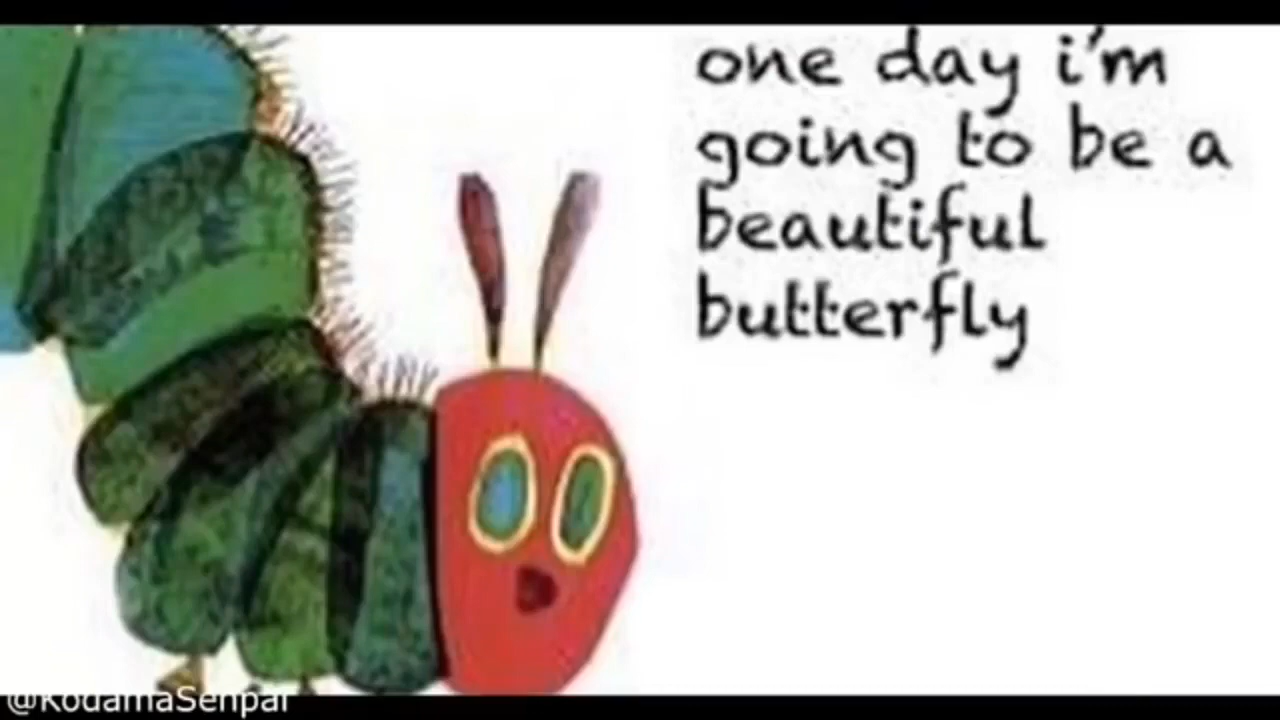 one day i'm
going to be a
beautiful
butterfly
@KodamaSenpai